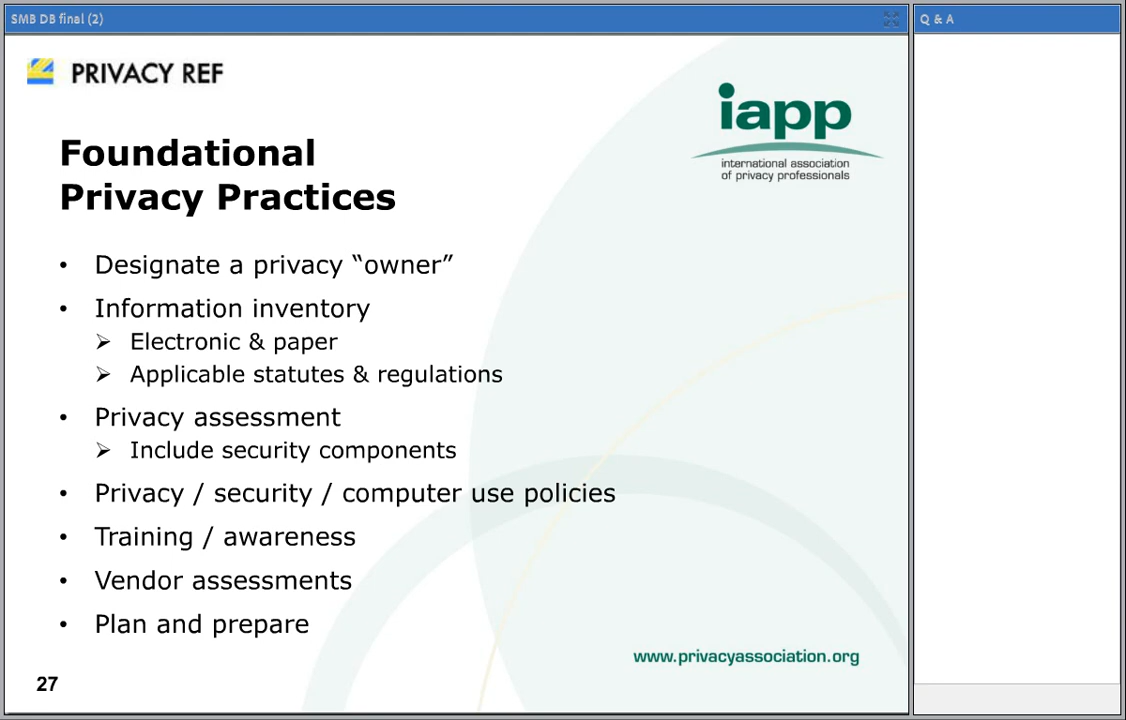 SMB DB final (2)
Q & A
PRIVACY REF
iapp
international association
of privacy professionals
Foundational
Privacy Practices
• Designate a privacy “owner”
• Information inventory
➢ Electronic & paper
➢ Applicable statutes & regulations
• Privacy assessment
➢ Include security components
• Privacy / security / computer use policies
• Training / awareness
• Vendor assessments
• Plan and prepare
www.privacyassociation.org
27